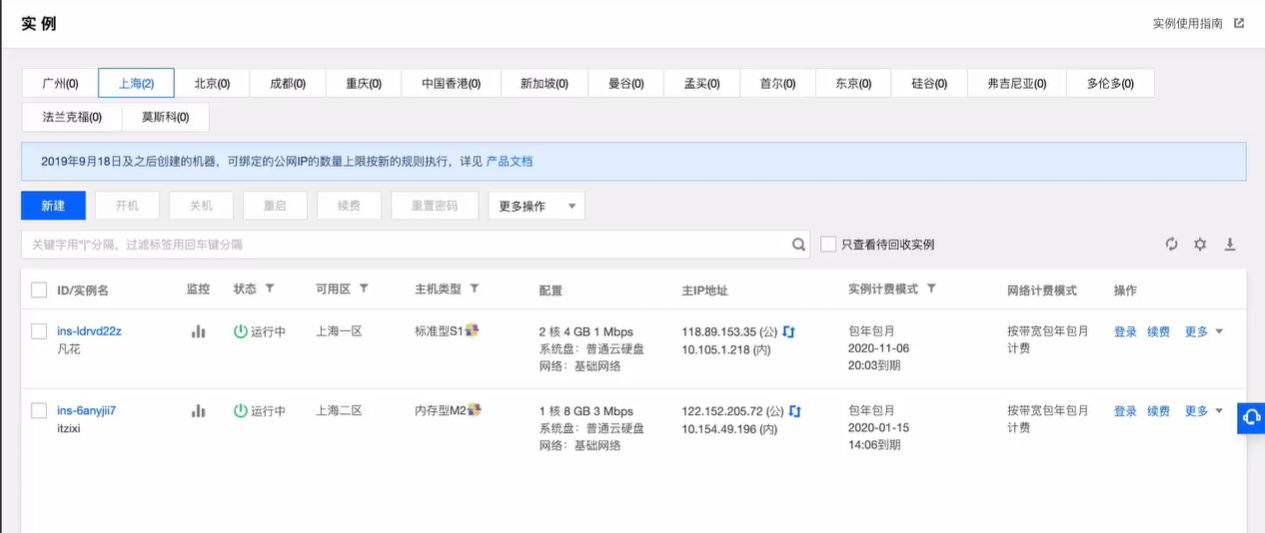 实例
实例使用指南
广州(0) 上海(2) 北京(0) 成都(0) 重庆(0) 中国香港(0) 新加坡(0) 曼谷(0) 孟买(0) 首尔(0) 东京(0) 硅谷(0) 弗吉尼亚(0) 多伦多(0)
法兰克福(0) 莫斯科(0)
2019年9月18日及之后创建的机器，可绑定的公网IP的数量上限按新的规则执行，详见 产品文档
新建 开机 关机 重启 续费 重置密码 更多操作
关键字用"|"分隔，过滤标签用回车键分隔 只查看待回收实例
ID/实例名 监控 状态 可用区 主机类型 配置 主IP地址 实例计费模式 网络计费模式 操作
ins-ldrvd22z 运行中 上海一区 标准型S1 2 核 4 GB 1 Mbps 118.89.153.35 (公) 包年包月 按带宽包年包月 登录 续费 更多
凡花 系统盘：普通云硬盘 10.105.1.218 (内) 2020-11-06 计费
网络：基础网络 20:03到期
ins-6anyjii7 运行中 上海二区 内存型M2 1 核 8 GB 3 Mbps 122.152.205.72 (公) 包年包月 按带宽包年包月 登录 续费 更多
itzixi 系统盘：普通云硬盘 10.154.49.196 (内) 2020-01-15 计费
网络：基础网络 14:06到期